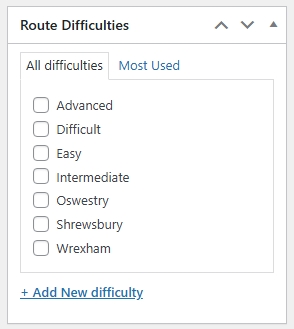 Route Difficulties
All difficulties Most Used
Advanced
Difficult
Easy
Intermediate
Oswestry
Shrewsbury
Wrexham
+ Add New difficulty